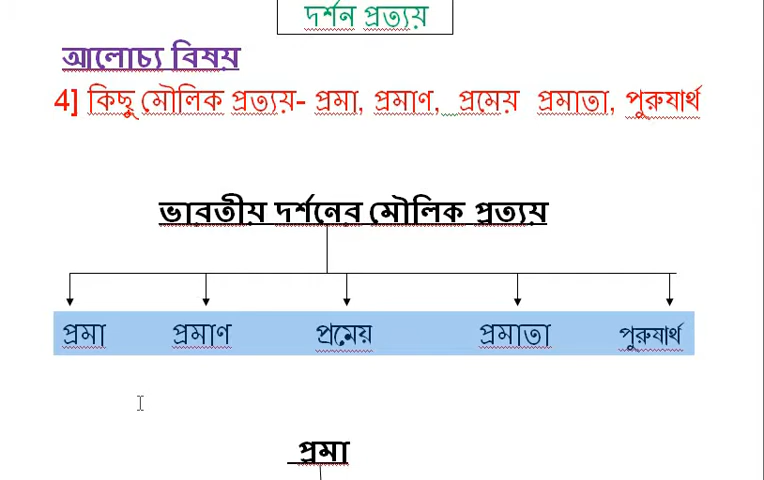 দর্শন প্রত্যয়
আলোচ্য বিষয়
4] কিছু মৌলিক প্রত্যয়- প্রমা, প্রমাণ, প্রমেয় প্রমাতা, পুরুষার্থ
ভারতীয় দর্শনের মৌলিক প্রত্যয়
প্রমা প্রমাণ প্রমেয় প্রমাতা পুরুষার্থ
প্রমা